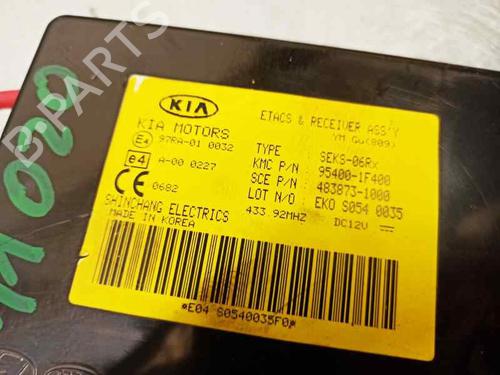 KIA
KIA MOTORS
ETACS & RECEIVER ASS'Y
YM Gu(809)
E4 97RA-01 0032
e4 A-00 0227
CE 0682
SHINCHANG ELECTRICS
MADE IN KOREA
TYPE SEKS-06Rx
KMC P/N : 95400-1F400
SCE P/N : 483873-1000
LOT N/O : EKO S054 0035
433.92MHZ DC12V
*E04 S0540035F0*
B-PARTS